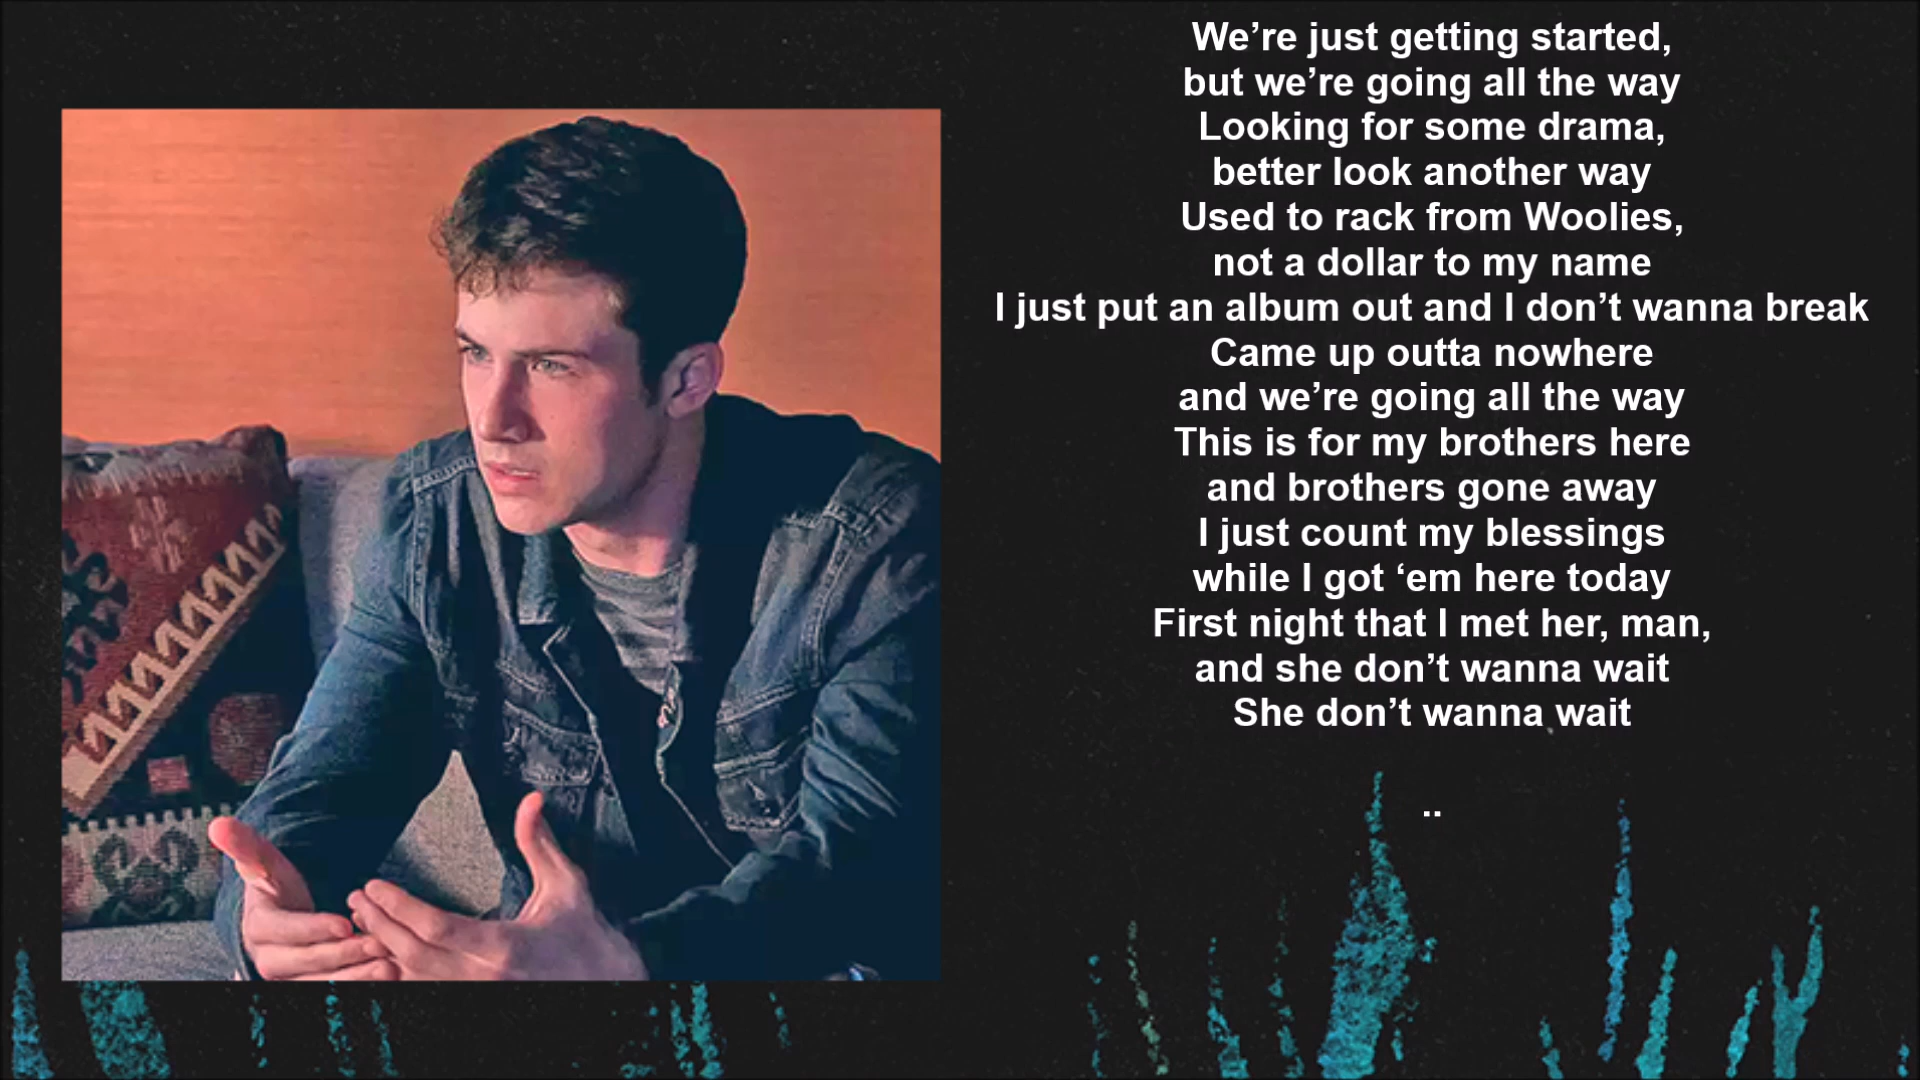 We’re just getting started,
but we’re going all the way
Looking for some drama,
better look another way
Used to rack from Woolies,
not a dollar to my name
I just put an album out and I don’t wanna break
Came up outta nowhere
and we’re going all the way
This is for my brothers here
and brothers gone away
I just count my blessings
while I got ‘em here today
First night that I met her, man,
and she don’t wanna wait
She don’t wanna wait
..